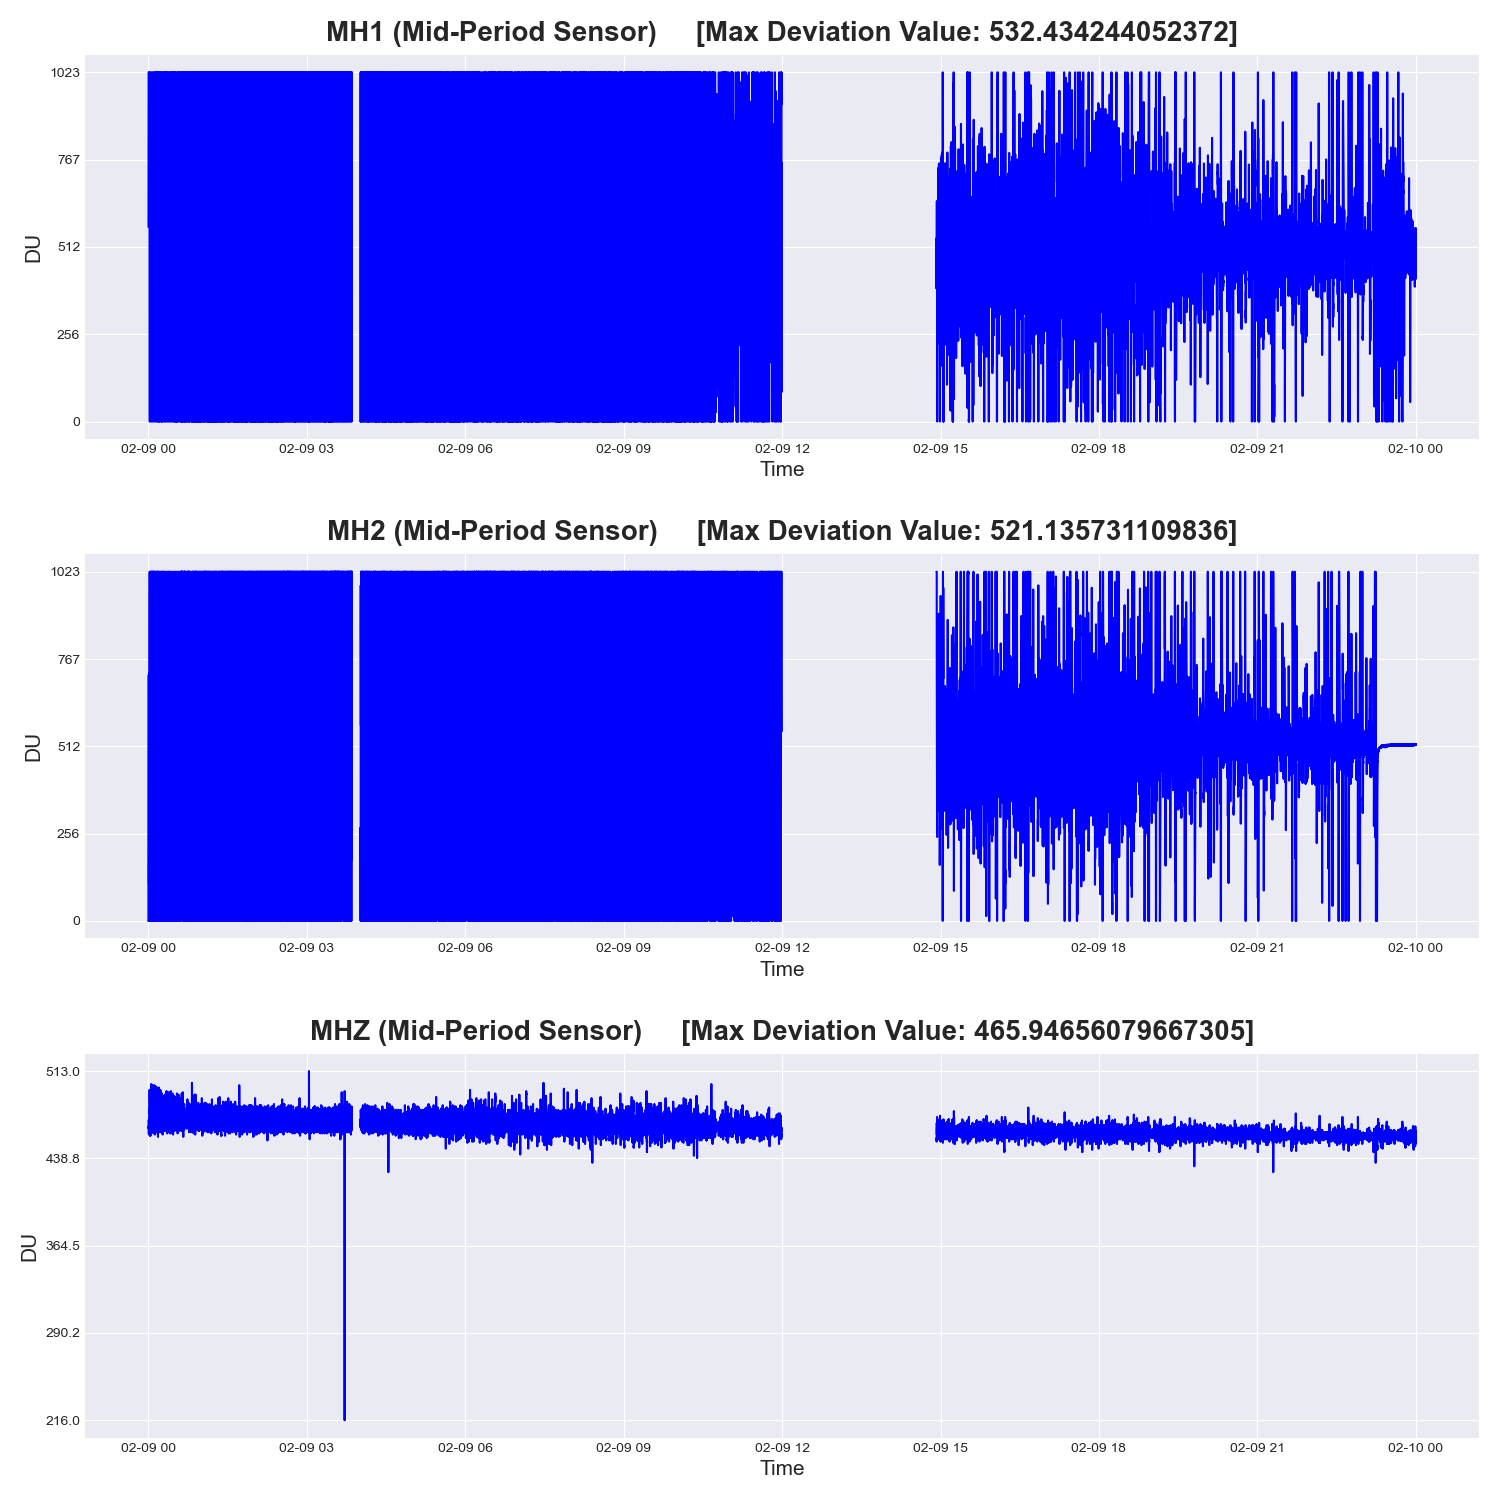 MH1 (Mid-Period Sensor) [Max Deviation Value: 532.434244052372]
1023
767
512
256
0
DU
02-09 00 02-09 03 02-09 06 02-09 09 02-09 12 02-09 15 02-09 18 02-09 21 02-10 00
Time
MH2 (Mid-Period Sensor) [Max Deviation Value: 521.135731109836]
1023
767
512
256
0
DU
02-09 00 02-09 03 02-09 06 02-09 09 02-09 12 02-09 15 02-09 18 02-09 21 02-10 00
Time
MHZ (Mid-Period Sensor) [Max Deviation Value: 465.94656079667305]
513.0
438.8
364.5
290.2
216.0
DU
02-09 00 02-09 03 02-09 06 02-09 09 02-09 12 02-09 15 02-09 18 02-09 21 02-10 00
Time